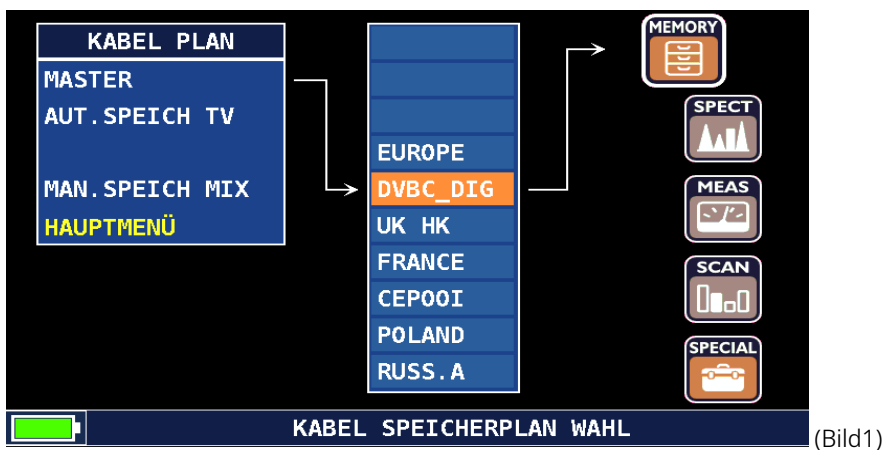 KABEL PLAN
MASTER
AUT.SPEICH TV
MAN.SPEICH MIX
HAUPTMENÜ
EUROPE
DVBC_DIG
UK HK
FRANCE
CEPOOI
POLAND
RUSS.A
MEMORY
SPECT
MEAS
SCAN
SPECIAL
KABEL SPEICHERPLAN WAHL
(Bild1)